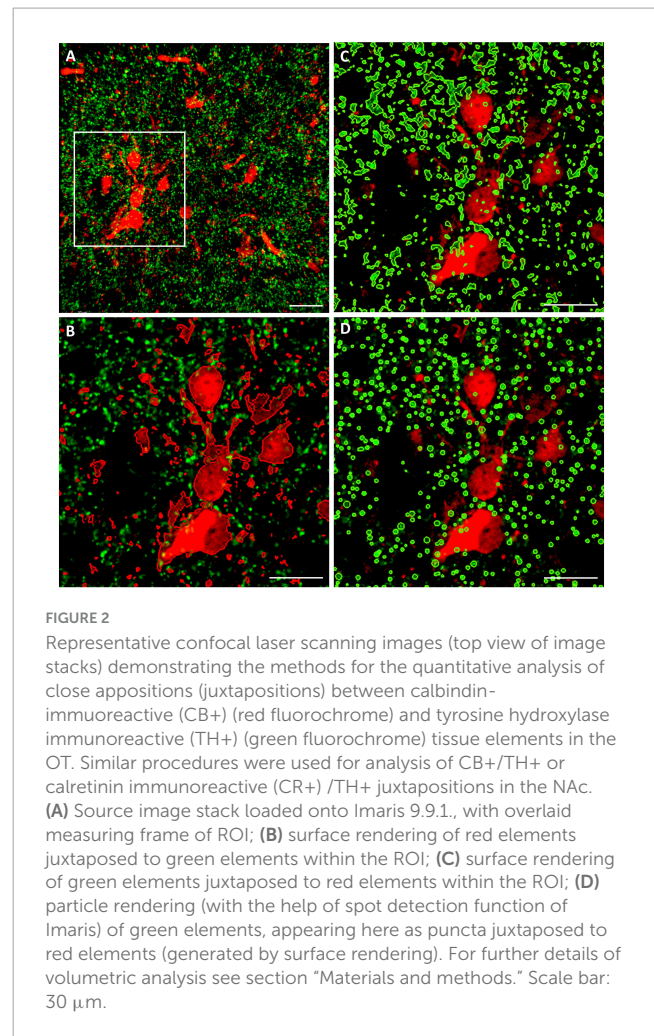 A
C
B
D
FIGURE 2
Representative confocal laser scanning images (top view of image
stacks) demonstrating the methods for the quantitative analysis of
close appositions (juxtapositions) between calbindin-
immuoreactive (CB+) (red fluorochrome) and tyrosine hydroxylase
immunoreactive (TH+) (green fluorochrome) tissue elements in the
OT. Similar procedures were used for analysis of CB+/TH+ or
calretinin immunoreactive (CR+) /TH+ juxtapositions in the NAc.
(A) Source image stack loaded onto Imaris 9.9.1., with overlaid
measuring frame of ROI; (B) surface rendering of red elements
juxtaposed to green elements within the ROI; (C) surface rendering
of green elements juxtaposed to red elements within the ROI; (D)
particle rendering (with the help of spot detection function of
Imaris) of green elements, appearing here as puncta juxtaposed to
red elements (generated by surface rendering). For further details of
volumetric analysis see section “Materials and methods.” Scale bar:
30 μm.